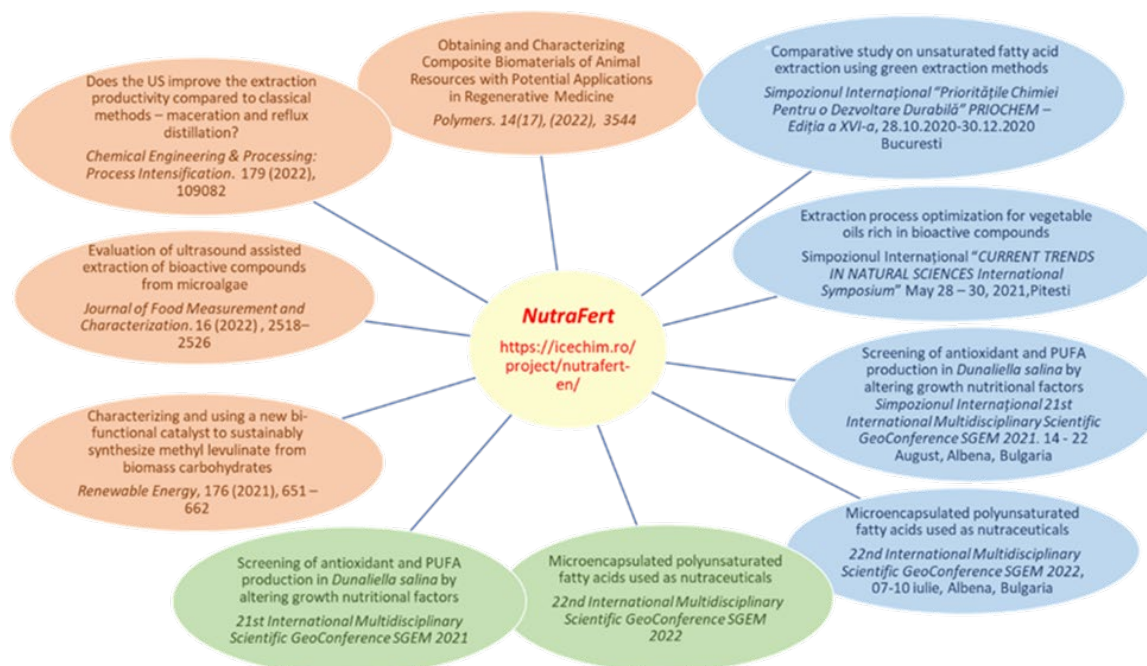 Obtaining and Characterizing
Composite Biomaterials of Animal
Resources with Potential Applications
in Regenerative Medicine
Polymers. 14(17), (2022), 3544
Comparative study on unsaturated fatty acid
extraction using green extraction methods
Simpozionul Internațional "Prioritățile Chimiei
Pentru o Dezvoltare Durabilă" PRIOCHEM –
Ediția a XVI-a, 28.10.2020-30.12.2020
Bucuresti
Does the US improve the extraction
productivity compared to classical
methods – maceration and reflux
distillation?
Chemical Engineering & Processing:
Process Intensification. 179 (2022),
109082
Extraction process optimization for vegetable
oils rich in bioactive compounds
Simpozionul Internațional "CURRENT TRENDS
IN NATURAL SCIENCES International
Symposium" May 28 – 30, 2021,Pitesti
Evaluation of ultrasound assisted
extraction of bioactive compounds
from microalgae
Journal of Food Measurement and
Characterization. 16 (2022) , 2518–
2526
NutraFert
https://icechim.ro/
project/nutrafert-
en/
Screening of antioxidant and PUFA
production in Dunaliella salina by
altering growth nutritional factors
Simpozionul Internațional 21st
International Multidisciplinary Scientific
GeoConference SGEM 2021. 14 - 22
August, Albena, Bulgaria
Characterizing and using a new bi-
functional catalyst to sustainably
synthesize methyl levulinate from
biomass carbohydrates
Renewable Energy, 176 (2021), 651 –
662
Microencapsulated polyunsaturated
fatty acids used as nutraceuticals
22nd International Multidisciplinary
Scientific GeoConference SGEM 2022,
07-10 iulie, Albena, Bulgaria
Screening of antioxidant and PUFA
production in Dunaliella salina by
altering growth nutritional factors
21st International Multidisciplinary
Scientific GeoConference SGEM 2021
Microencapsulated polyunsaturated
fatty acids used as nutraceuticals
22nd International Multidisciplinary
Scientific GeoConference SGEM
2022